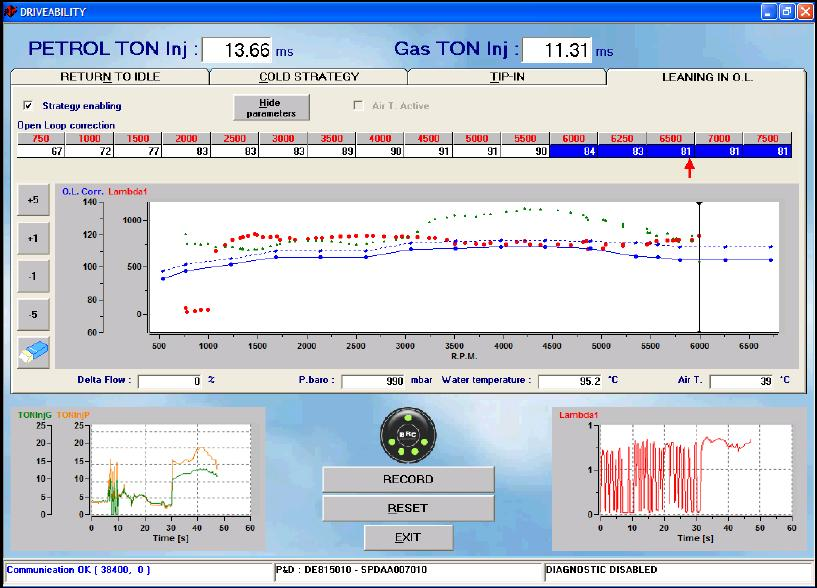 DRIVEABILITY
PETROL TON Inj : 13.66 ms Gas TON Inj : 11.31 ms
RETURN TO IDLE COLD STRATEGY TIP-IN LEANING IN O.L.
Strategy enabling Hide parameters Air T. Active
Open Loop correction
750 1000 1500 2000 2500 3000 3500 4000 4500 5000 5500 6000 6250 6500 7000 7500
67 72 77 83 83 83 89 90 91 91 90 84 83 81 81 81
+5
+1
-1
-5
O.L. Corr. Lambda1
140
120
100
80
60
1000
500
0
500 1000 1500 2000 2500 3000 3500 4000 4500 5000 5500 6000 6500
R.P.M.
Delta Flow : 0 % P.baro : 990 mbar Water temperature : 95.2 °C Air T. 39 °C
TONInjG TONInjP
25 25
20 20
15 15
10 10
5 5
0 0
0 10 20 30 40 50 60
Time [s]
BRC
RECORD
RESET
EXIT
Lambda1
1
1
0
0 10 20 30 40 50 60
Time [s]
Communication OK ( 38400, 0 ) P&D : DE815010 - SPDAA007010 DIAGNOSTIC DISABLED